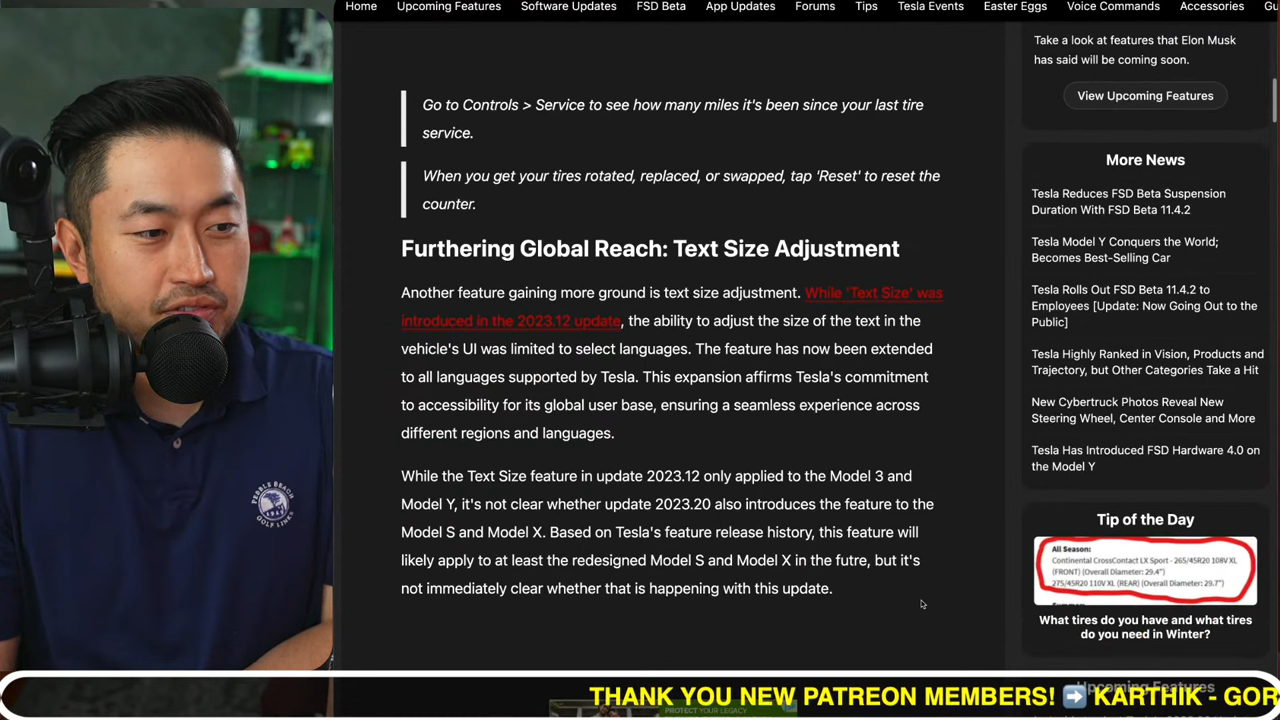 Home Upcoming Features Software Updates FSD Beta App Updates Forums Tips Tesla Events Easter Eggs Voice Commands Accessories Gu
Go to Controls > Service to see how many miles it's been since your last tire
service.
When you get your tires rotated, replaced, or swapped, tap 'Reset' to reset the
counter.
Furthering Global Reach: Text Size Adjustment
Another feature gaining more ground is text size adjustment. While 'Text Size' was
introduced in the 2023.12 update, the ability to adjust the size of the text in the
vehicle's UI was limited to select languages. The feature has now been extended
to all languages supported by Tesla. This expansion affirms Tesla's commitment
to accessibility for its global user base, ensuring a seamless experience across
different regions and languages.
While the Text Size feature in update 2023.12 only applied to the Model 3 and
Model Y, it's not clear whether update 2023.20 also introduces the feature to the
Model S and Model X. Based on Tesla's feature release history, this feature will
likely apply to at least the redesigned Model S and Model X in the futre, but it's
not immediately clear whether that is happening with this update.
Take a look at features that Elon Musk
has said will be coming soon.
View Upcoming Features
More News
Tesla Reduces FSD Beta Suspension
Duration With FSD Beta 11.4.2
Tesla Model Y Conquers the World;
Becomes Best-Selling Car
Tesla Rolls Out FSD Beta 11.4.2 to
Employees [Update: Now Going Out to the
Public]
Tesla Highly Ranked in Vision, Products and
Trajectory, but Other Categories Take a Hit
New Cybertruck Photos Reveal New
Steering Wheel, Center Console and More
Tesla Has Introduced FSD Hardware 4.0 on
the Model Y
Tip of the Day
All Season:
Continental CrossContact LX Sport - 265/45R20 108V XL
(FRONT) (Overall Diameter: 29.4")
275/45R20 110V XL (REAR) (Overall Diameter: 29.7")
What tires do you have and what tires
do you need in Winter?
Upcoming Features
PEBBLE BEACH
GOLF LINKS
PROTECT YOUR LEGACY
THANK YOU NEW PATREON MEMBERS! ➡️ KARTHIK - GOR